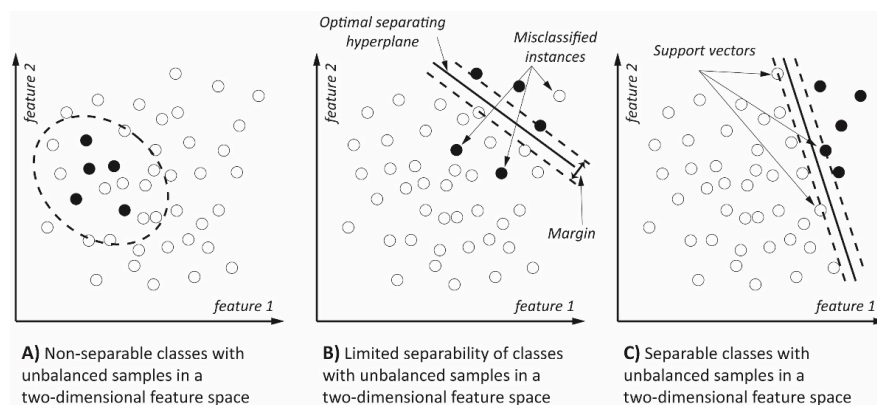 feature 2
feature 1
A) Non-separable classes with
unbalanced samples in a
two-dimensional feature space
Optimal separating
hyperplane
Misclassified
instances
feature 2
Margin
feature 1
B) Limited separability of classes
with unbalanced samples in a
two-dimensional feature space
Support vectors
feature 2
feature 1
C) Separable classes with
unbalanced samples in a
two-dimensional feature space